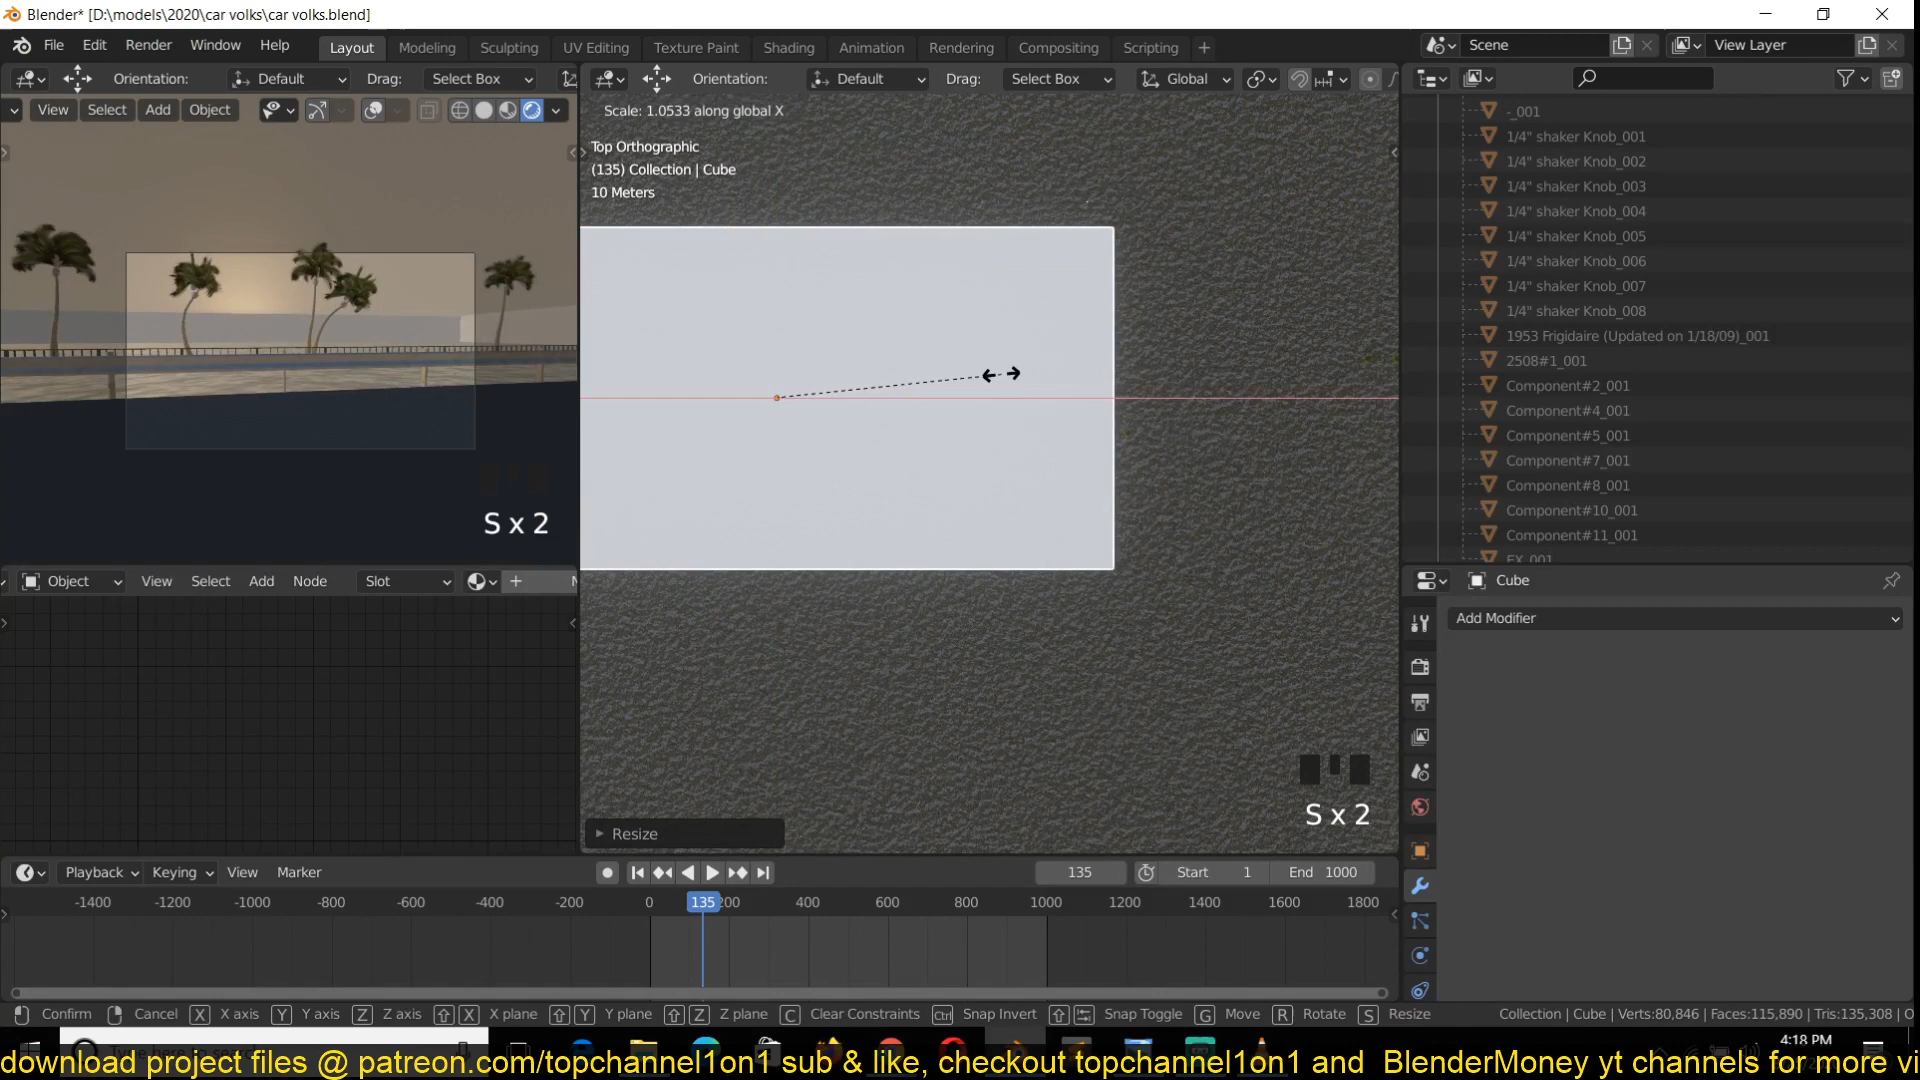 Blender* [D:\models\2020\car volks\car volks.blend]
File Edit Render Window Help Layout Modeling Sculpting UV Editing Texture Paint Shading Animation Rendering Compositing Scripting + Scene View Layer
Orientation: Default Drag: Select Box Orientation: Default Drag: Select Box Global
View Select Add Object
Scale: 1.0533 along global X
Top Orthographic
(135) Collection | Cube
10 Meters
S x 2
S x 2
Resize
-_001
1/4" shaker Knob_001
1/4" shaker Knob_002
1/4" shaker Knob_003
1/4" shaker Knob_004
1/4" shaker Knob_005
1/4" shaker Knob_006
1/4" shaker Knob_007
1/4" shaker Knob_008
1953 Frigidaire (Updated on 1/18/09)_001
2508#1_001
Component#2_001
Component#4_001
Component#5_001
Component#7_001
Component#8_001
Component#10_001
Component#11_001
EX_001
Object View Select Add Node Slot
Cube
Add Modifier
Playback Keying View Marker 135 Start 1 End 1000
-1400 -1200 -1000 -800 -600 -400 -200 0 135 200 400 600 800 1000 1200 1400 1600 1800
Confirm Cancel X X axis Y Y axis Z Z axis X X plane Y Y plane Z Z plane C Clear Constraints Ctrl Snap Invert Snap Toggle G Move R Rotate S Resize Collection | Cube | Verts:80,846 | Faces:115,890 | Tris:135,308 | O
4:18 PM
download project files @ patreon.com/topchannel1on1 sub & like, checkout topchannel1on1 and BlenderMoney yt channels for more vi